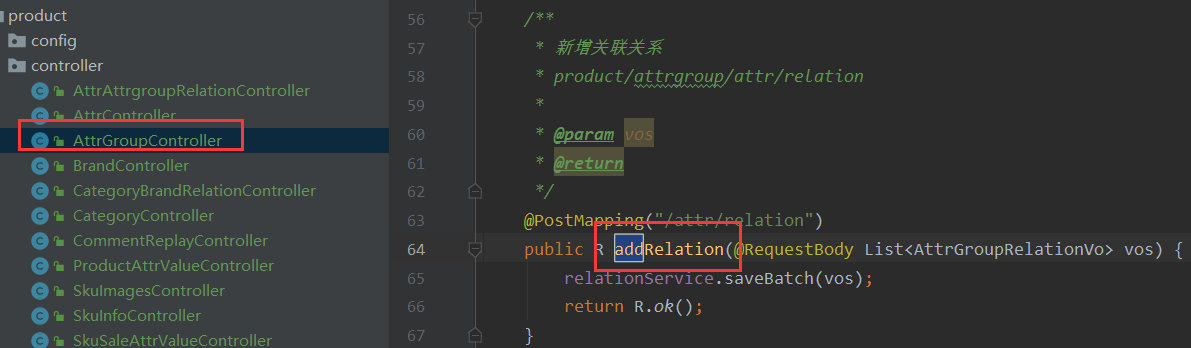 product
config
controller
AttrAttrgroupRelationController
AttrController
AttrGroupController
BrandController
CategoryBrandRelationController
CategoryController
CommentReplayController
ProductAttrValueController
SkuImagesController
SkuInfoController
SkuSaleAttrValueController
56 /**
57 * 新增关联关系
58 * product/attrgroup/attr/relation
59 *
60 * @param vos
61 * @return
62 */
63 @PostMapping("/attr/relation")
64 public R addRelation(@RequestBody List<AttrGroupRelationVo> vos) {
65 relationService.saveBatch(vos);
66 return R.ok();
67 }